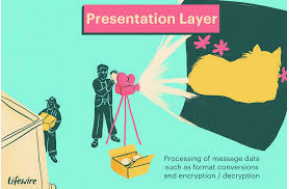 Presentation Layer
Processing of message data
such as format conversions
and encryption / decryption
lifewire